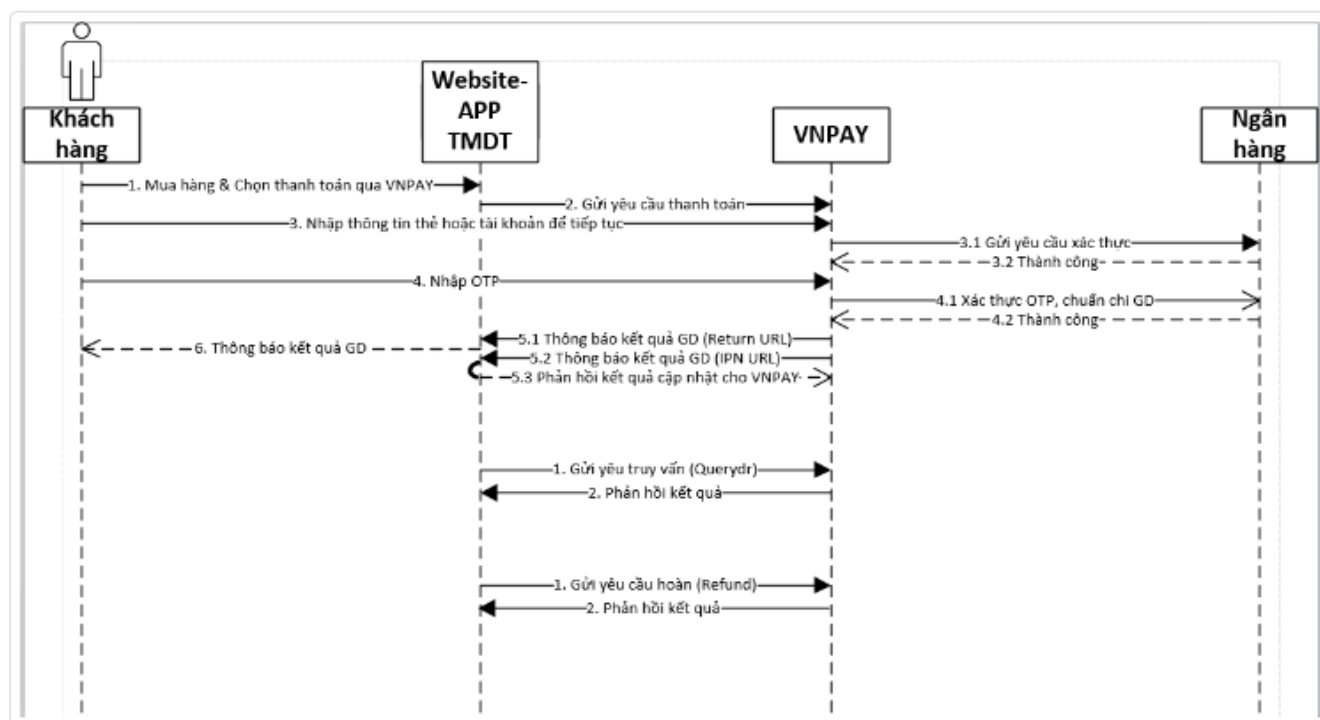 Khách
hàng
Website-
APP
TMDT
VNPAY
Ngân
hàng
1. Mua hàng & Chọn thanh toán qua VNPAY
2. Gửi yêu cầu thanh toán
3. Nhập thông tin thẻ hoặc tài khoản để tiếp tục
3.1 Gửi yêu cầu xác thực
3.2 Thành công
4. Nhập OTP
4.1 Xác thực OTP, chuẩn chi GD
4.2 Thành công
5.1 Thông báo kết quả GD (Return URL)
6. Thông báo kết quả GD
5.2 Thông báo kết quả GD (IPN URL)
5.3 Phản hồi kết quả cập nhật cho VNPAY
1. Gửi yêu truy vấn (Querydr)
2. Phản hồi kết quả
1. Gửi yêu cầu hoàn (Refund)
2. Phản hồi kết quả